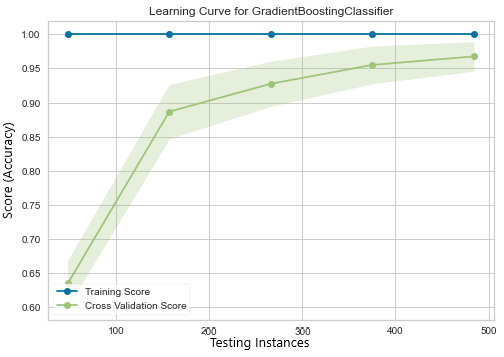 Learning Curve for GradientBoostingClassifier
1.00
0.95
0.90
0.85
0.80
0.75
0.70
0.65
0.60
Score (Accuracy)
Training Score
Cross Validation Score
100
200
300
400
500
Testing Instances